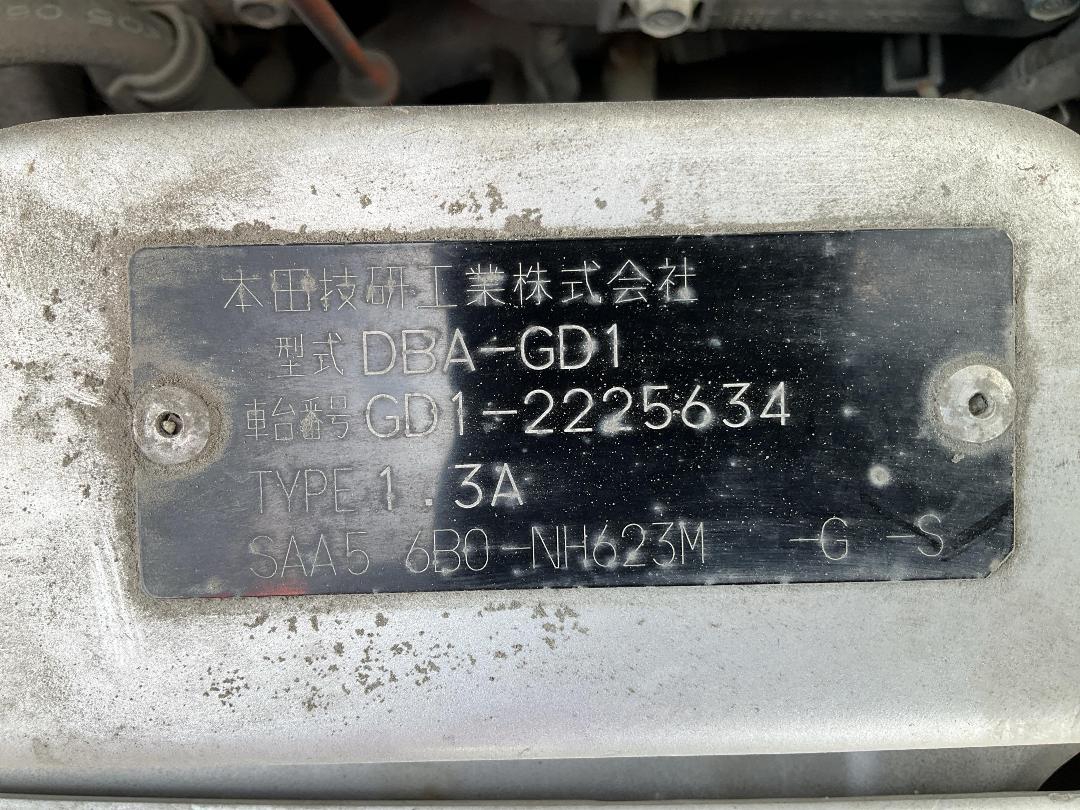 本田技研工業株式会社
型式 DBA-GD1
車台番号 GD1-2225634
TYPE 1.3A
SAA5 6B0-NH623M -G -S